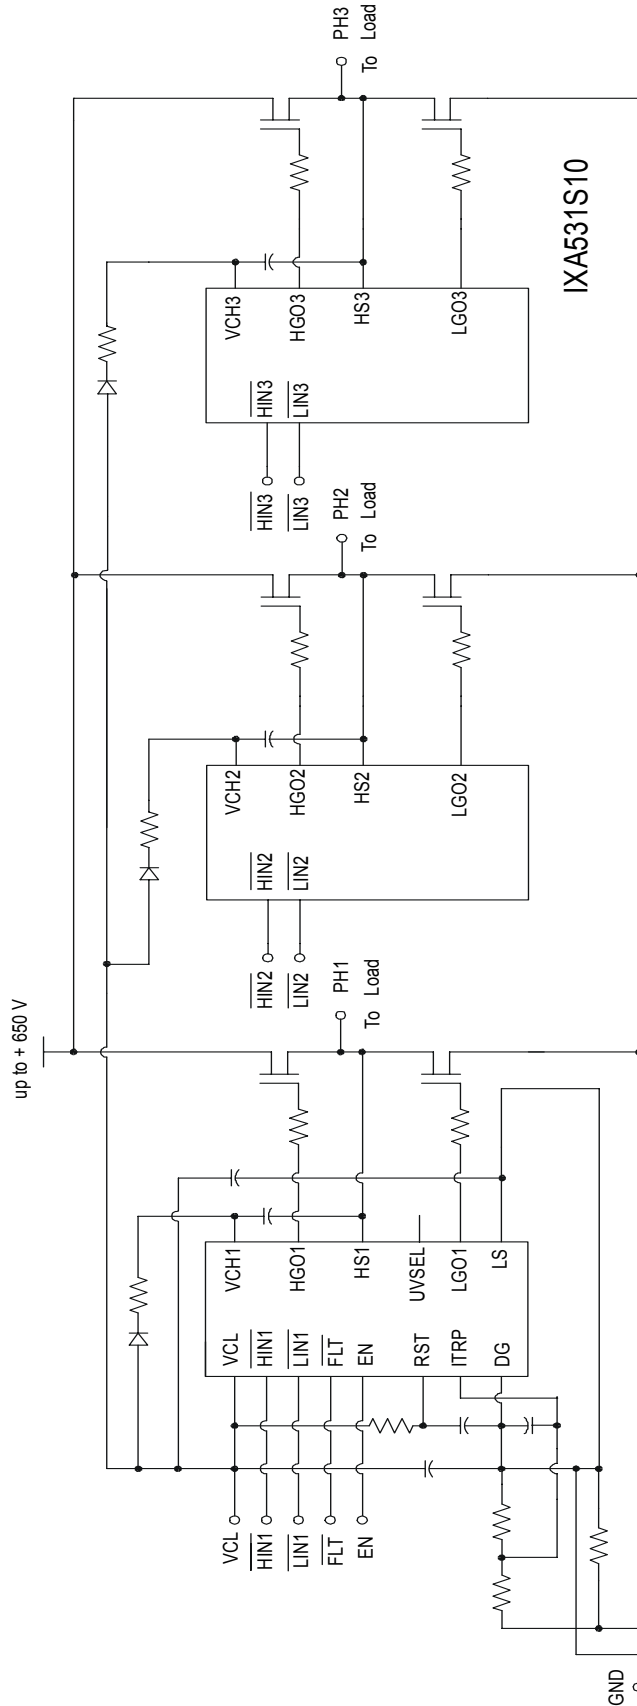 up to + 650 V
VCL
HIN1
LIN1
FLT
EN
VCL
HIN1
LIN1
FLT
EN
RST
ITRP
DG
VCH1
HGO1
HS1
UVSEL
LGO1
LS
PH1
To Load
HIN2
LIN2
HIN2
LIN2
VCH2
HGO2
HS2
LGO2
PH2
To Load
HIN3
LIN3
HIN3
LIN3
VCH3
HGO3
HS3
LGO3
PH3
To Load
IXA531S10
GND